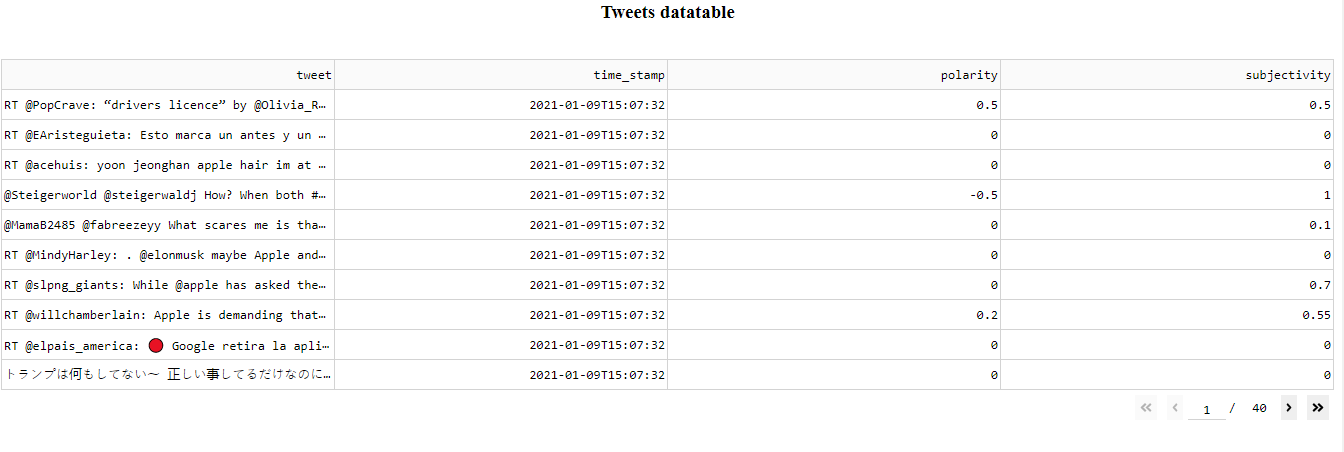 Tweets datatable
tweet time_stamp polarity subjectivity
RT @PopCrave: “drivers licence” by @Olivia_R… 2021-01-09T15:07:32 0.5 0.5
RT @EAristeguieta: Esto marca un antes y un … 2021-01-09T15:07:32 0 0
RT @acehuis: yoon jeonghan apple hair im at … 2021-01-09T15:07:32 0 0
@Steigerworld @steigerwaldj How? When both #… 2021-01-09T15:07:32 -0.5 1
@MamaB2485 @fabreezeyy What scares me is tha… 2021-01-09T15:07:32 0 0.1
RT @MindyHarley: . @elonmusk maybe Apple and… 2021-01-09T15:07:32 0 0
RT @slpng_giants: While @apple has asked the… 2021-01-09T15:07:32 0 0.7
RT @willchamberlain: Apple is demanding that… 2021-01-09T15:07:32 0.2 0.55
RT @elpais_america: 🔴 Google retira la apli… 2021-01-09T15:07:32 0 0
トランプは何もしてない〜 正しい事してるだけなのに… 2021-01-09T15:07:32 0 0
1 / 40